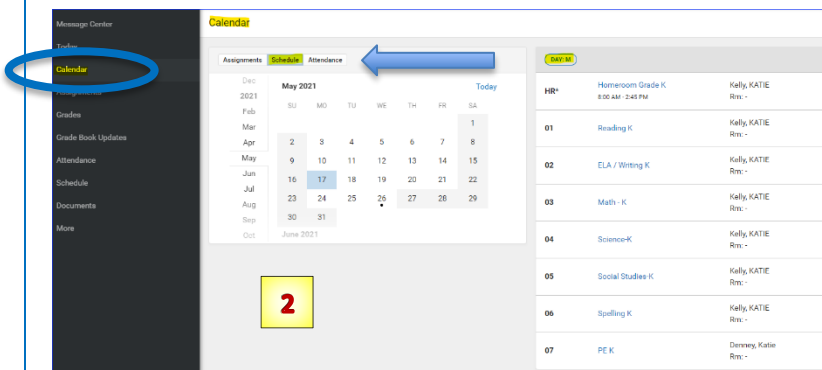 Message Center
Today
Calendar
Assignments
Grades
Grade Book Updates
Attendance
Schedule
Documents
More
Calendar
Assignments Schedule Attendance
Dec
2021
Feb
Mar
Apr
May
Jun
Jul
Aug
Sep
Oct
May 2021 Today
SU MO TU WE TH FR SA
1
2 3 4 5 6 7 8
9 10 11 12 13 14 15
16 17 18 19 20 21 22
23 24 25 26 27 28 29
30 31
June 2021
2
DAY: M
HR* Homeroom Grade K Kelly, KATIE
8:00 AM - 2:45 PM Rm: -
01 Reading K Kelly, KATIE
Rm: -
02 ELA / Writing K Kelly, KATIE
Rm: -
03 Math - K Kelly, KATIE
Rm: -
04 Science-K Kelly, KATIE
Rm: -
05 Social Studies-K Kelly, KATIE
Rm: -
06 Spelling K Kelly, KATIE
Rm: -
07 PE K Denney, Katie
Rm: -